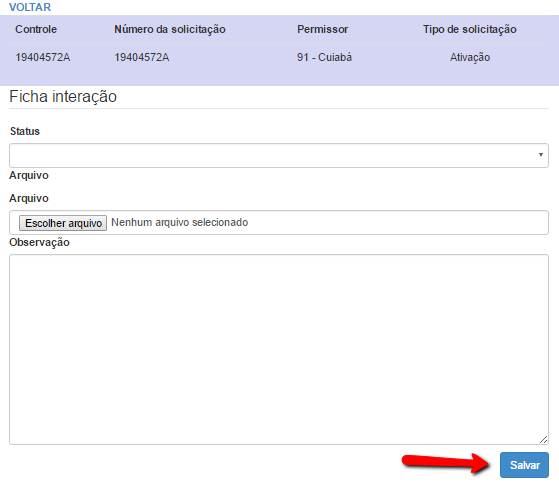 VOLTAR
Controle Número da solicitação Permissor Tipo de solicitação
19404572A 19404572A 91 - Cuiabá Ativação
Ficha interação
Status
Arquivo
Arquivo
Escolher arquivo Nenhum arquivo selecionado
Observação
Salvar